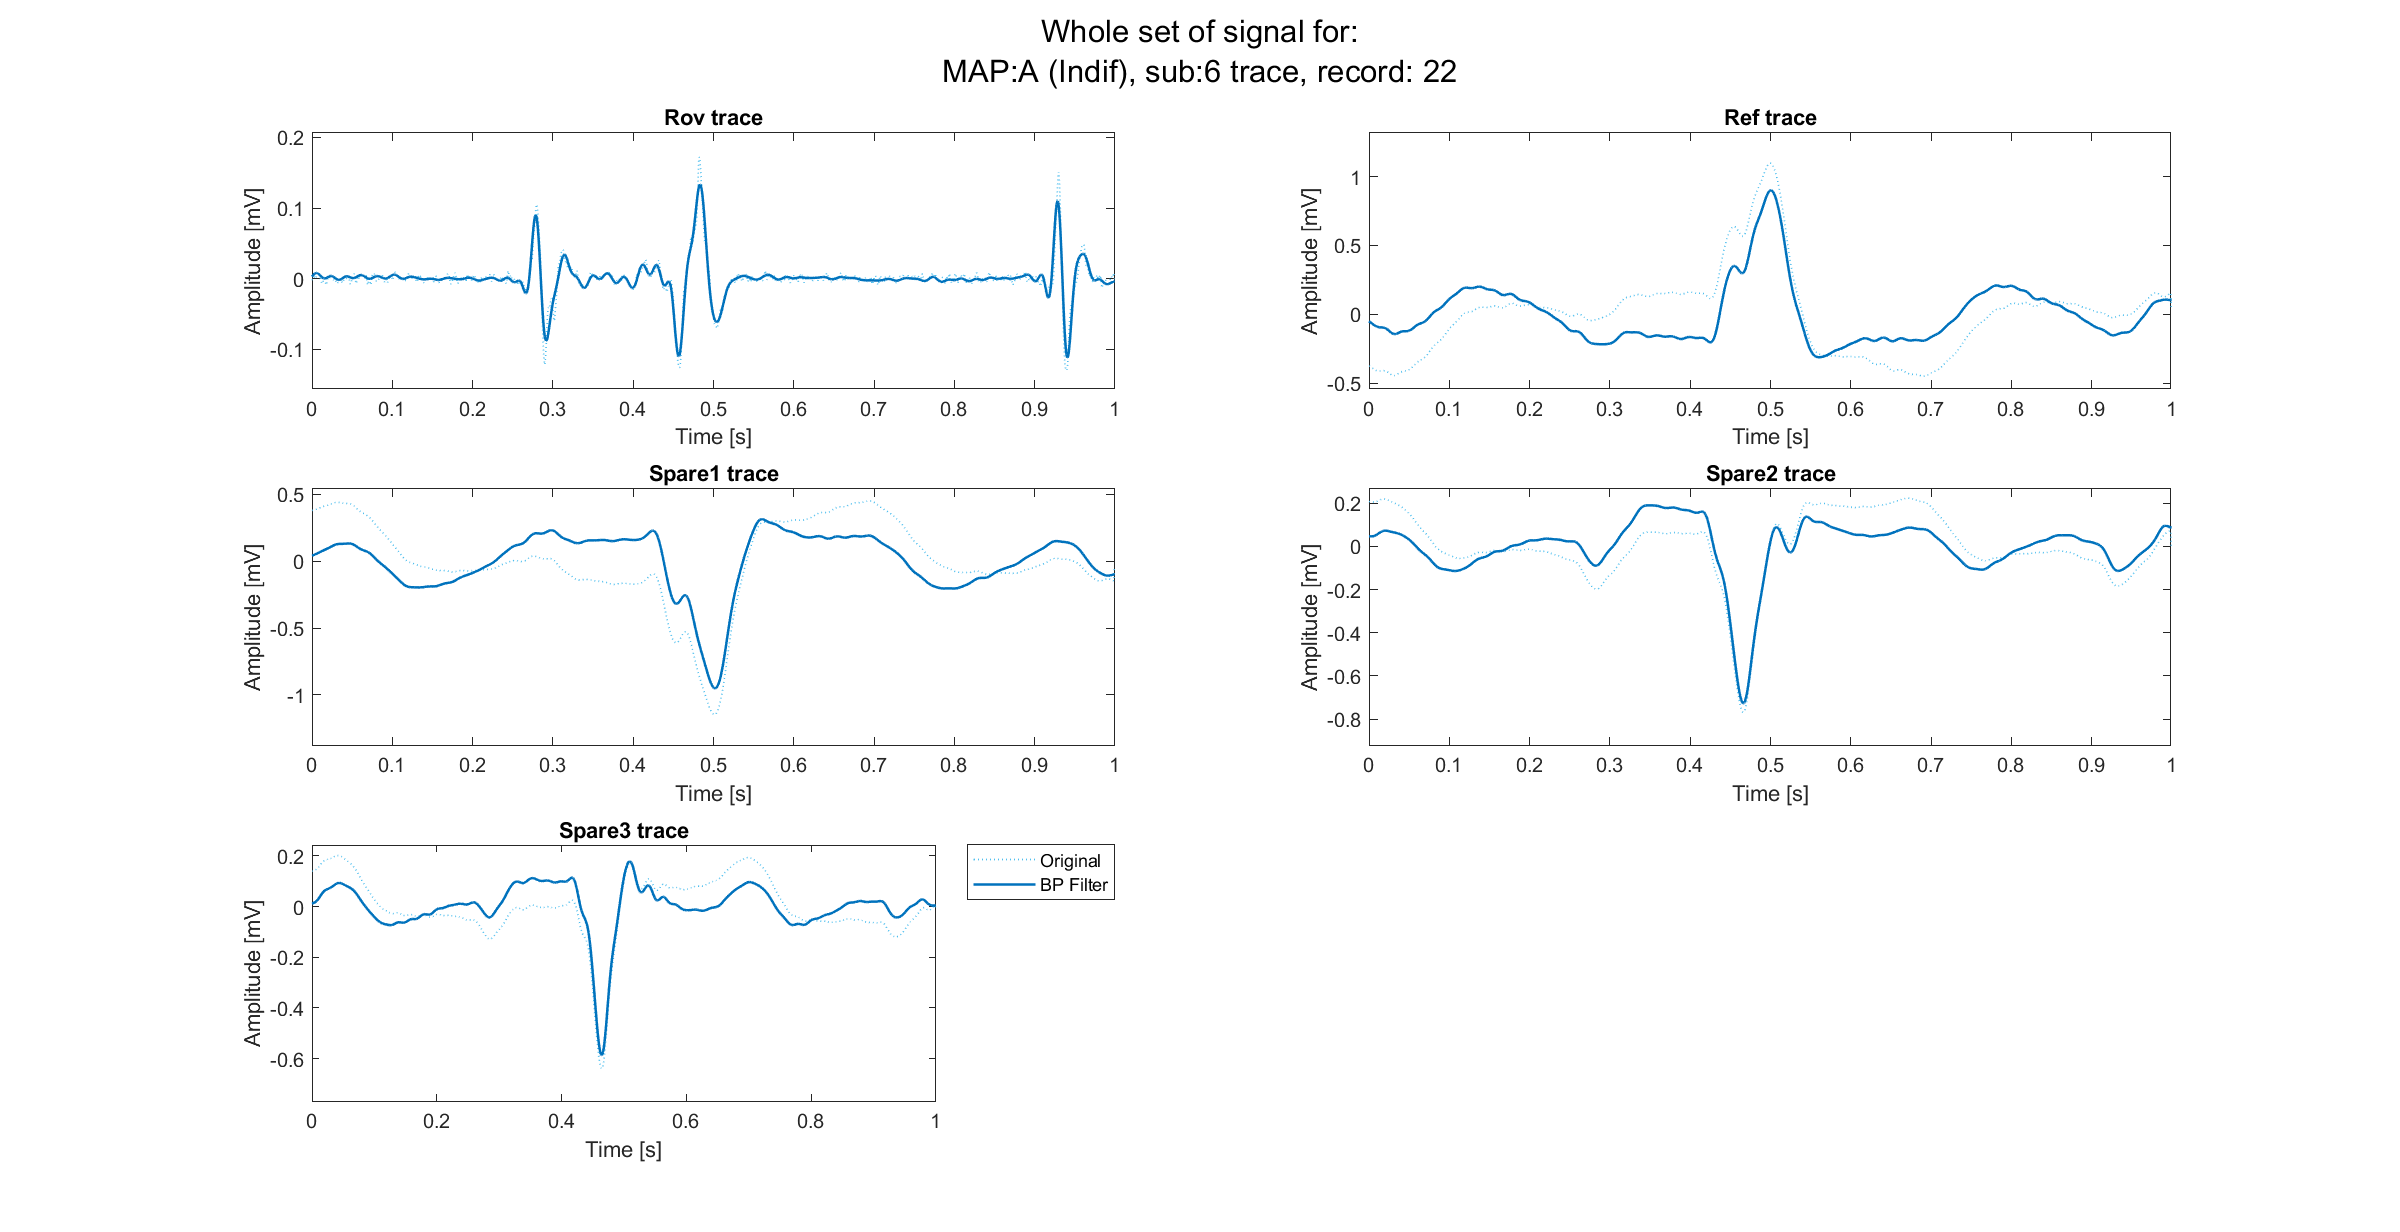 Whole set of signal for:
MAP:A (Indif), sub:6 trace, record: 22
Rov trace
0.2
0.1
0
-0.1
Amplitude [mV]
0 0.1 0.2 0.3 0.4 0.5 0.6 0.7 0.8 0.9 1
Time [s]
Ref trace
1
0.5
0
-0.5
Amplitude [mV]
0 0.1 0.2 0.3 0.4 0.5 0.6 0.7 0.8 0.9 1
Time [s]
Spare1 trace
0.5
0
-0.5
-1
Amplitude [mV]
0 0.1 0.2 0.3 0.4 0.5 0.6 0.7 0.8 0.9 1
Time [s]
Spare2 trace
0.2
0
-0.2
-0.4
-0.6
-0.8
Amplitude [mV]
0 0.1 0.2 0.3 0.4 0.5 0.6 0.7 0.8 0.9 1
Time [s]
Spare3 trace
0.2
0
-0.2
-0.4
-0.6
Amplitude [mV]
0 0.2 0.4 0.6 0.8 1
Time [s]
Original
BP Filter